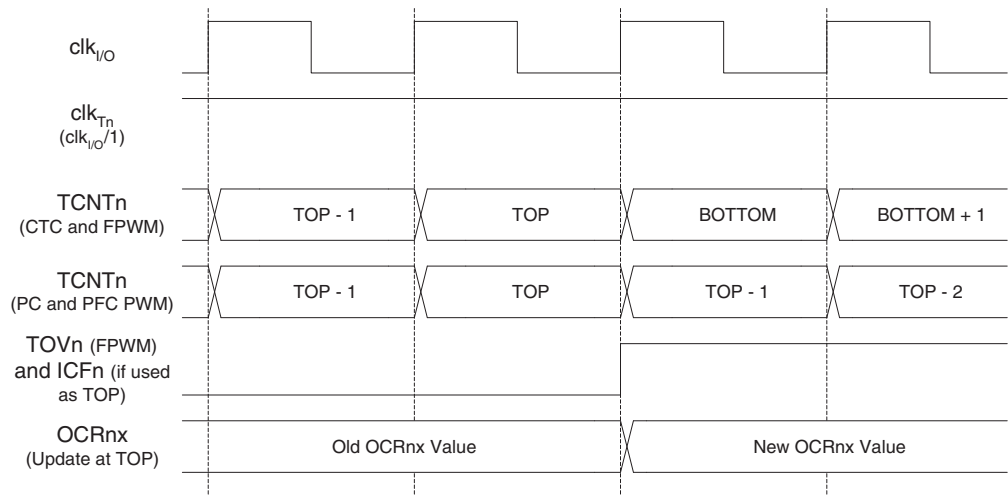 clkI/O
clkTn
(clkI/O/1)
TCNTn
(CTC and FPWM)
TOP - 1
TOP
BOTTOM
BOTTOM + 1
TCNTn
(PC and PFC PWM)
TOP - 1
TOP
TOP - 1
TOP - 2
TOVn (FPWM)
and ICFn (if used
as TOP)
OCRnx
(Update at TOP)
Old OCRnx Value
New OCRnx Value